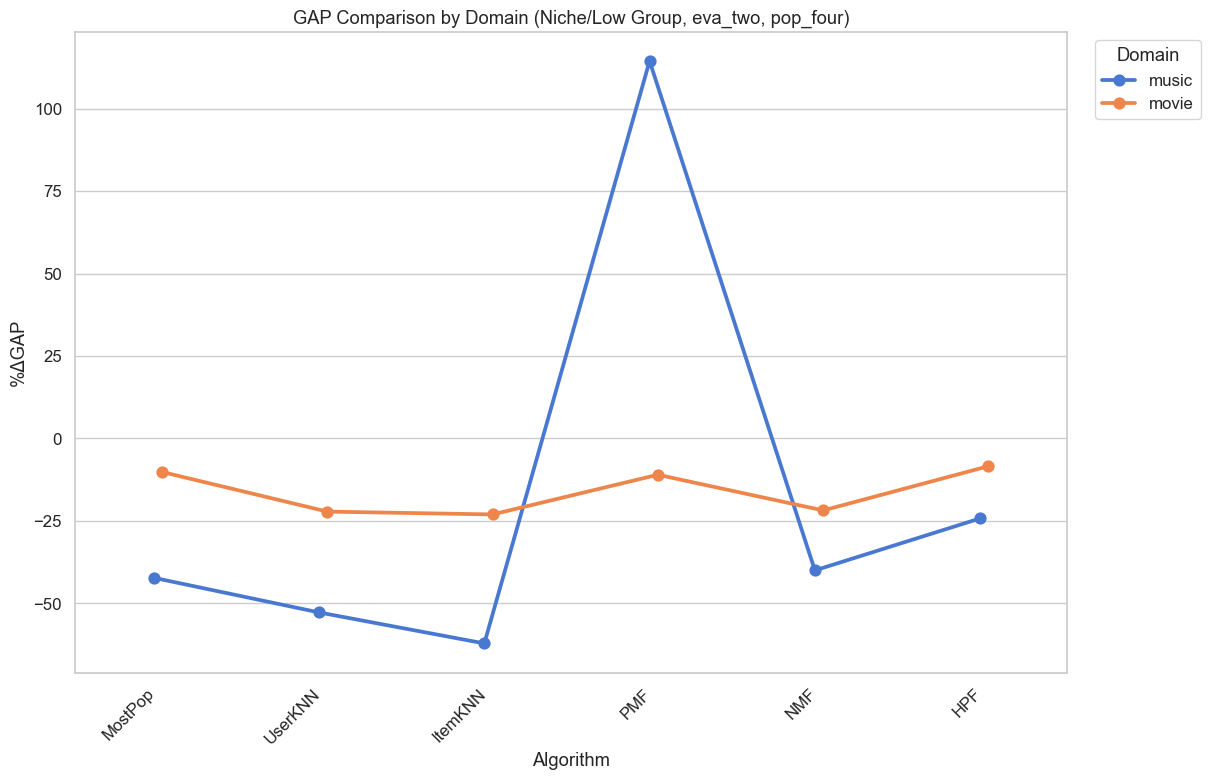 GAP Comparison by Domain (Niche/Low Group, eva_two, pop_four)
Domain
music
movie
%ΔGAP
100
75
50
25
0
−25
−50
MostPop
UserKNN
ItemKNN
PMF
NMF
HPF
Algorithm